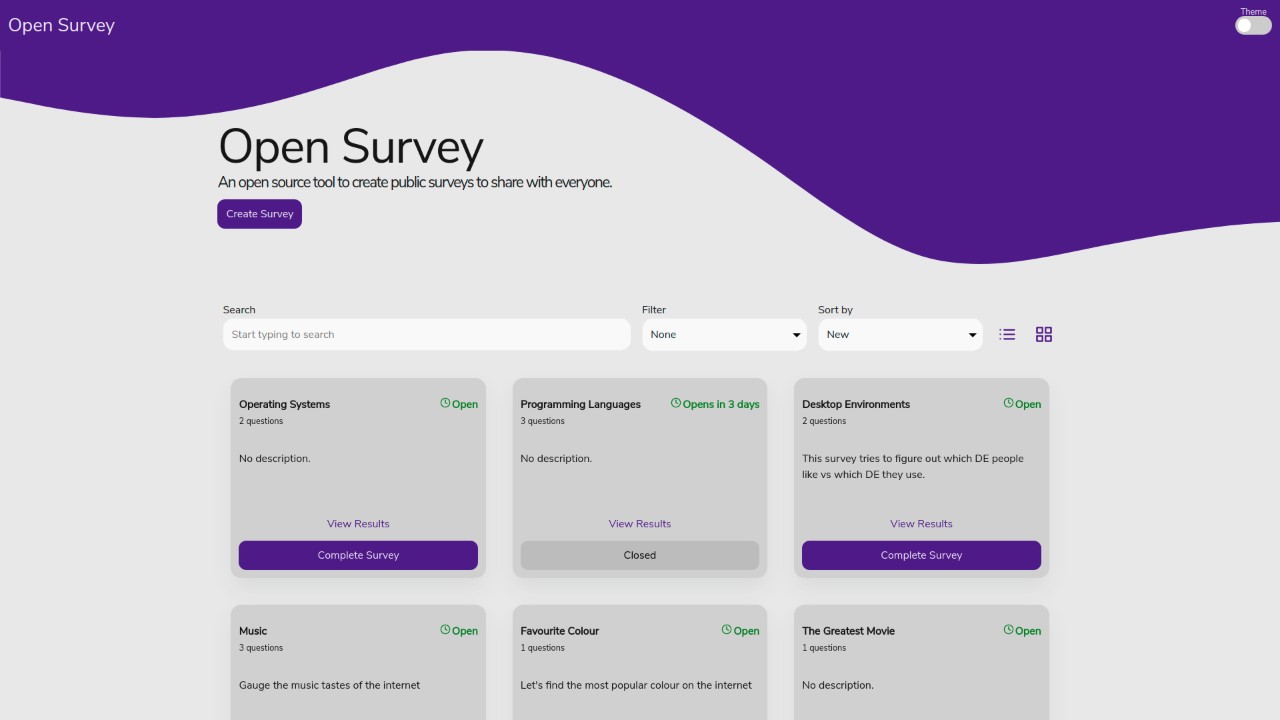 Open Survey
Theme
Open Survey
An open source tool to create public surveys to share with everyone.
Create Survey
Search
Filter
Sort by
Start typing to search
None
New
Operating Systems
Open
2 questions
No description.
View Results
Complete Survey
Programming Languages
Opens in 3 days
3 questions
No description.
View Results
Closed
Desktop Environments
Open
2 questions
This survey tries to figure out which DE people
like vs which DE they use.
View Results
Complete Survey
Music
Open
3 questions
Gauge the music tastes of the internet
Favourite Colour
Open
1 questions
Let's find the most popular colour on the internet
The Greatest Movie
Open
1 questions
No description.